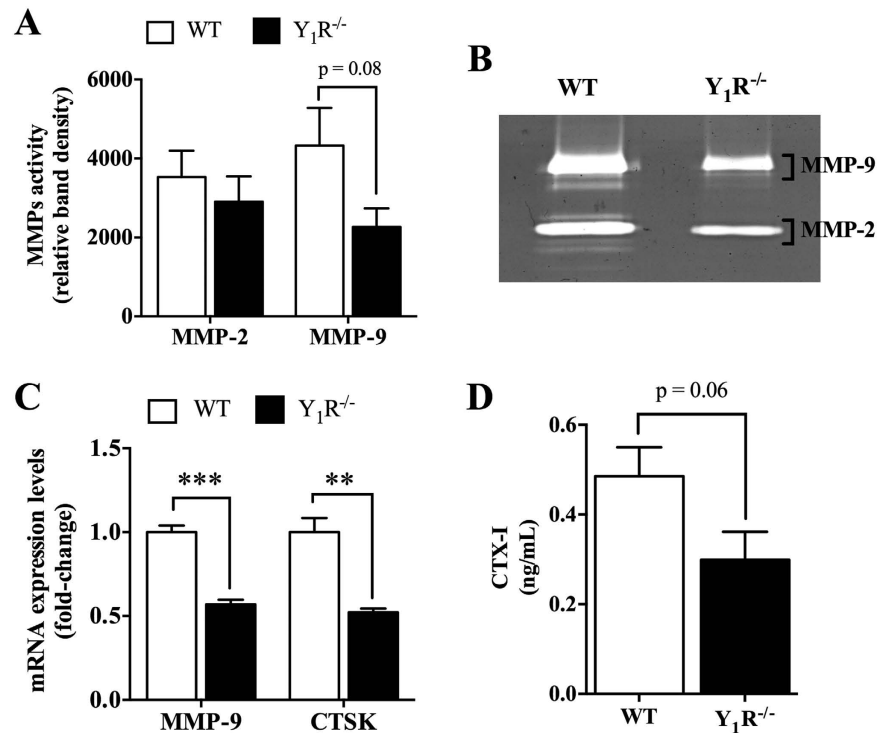 A
WT Y₁R⁻/⁻
p = 0.08
MMPs activity
(relative band density)
6000
4000
2000
0
MMP-2 MMP-9
B
WT Y₁R⁻/⁻
MMP-9
MMP-2
C
WT Y₁R⁻/⁻
mRNA expression levels
(fold-change)
1.5
1.0
0.5
0.0
*** **
MMP-9 CTSK
D
p = 0.06
CTX-I
(ng/mL)
0.6
0.4
0.2
0.0
WT Y₁R⁻/⁻